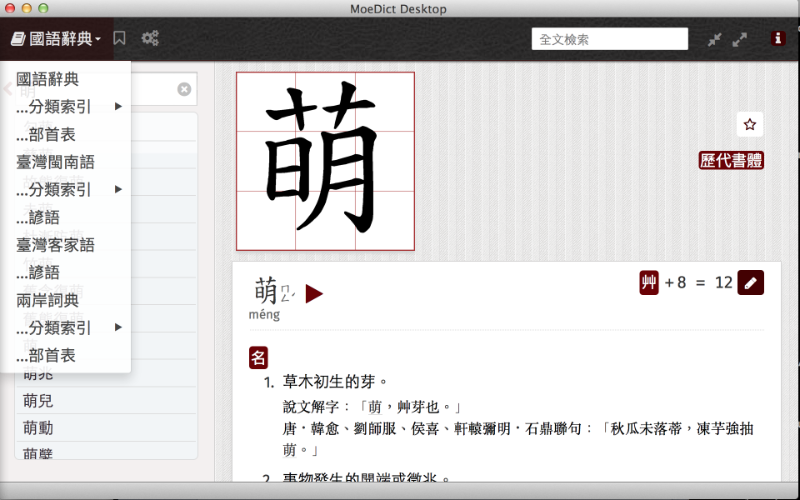 MoeDict Desktop
國語辭典
全文檢索
國語辭典
...分類索引
...部首表
臺灣閩南語
...分類索引
...諺語
臺灣客家語
...諺語
兩岸詞典
...分類索引
...部首表
萌兆
萌兒
萌動
萌孽
萌
歷代書體
萌ㄇㄥˊ
méng
艸 +8 = 12
名
1. 草木初生的芽。
說文解字：「萌，艸芽也。」
唐．韓愈、劉師服、侯喜、軒轅彌明．石鼎聯句：「秋瓜未落蒂，凍芋強抽
萌。」
2. 事物發生的開端或徵兆。